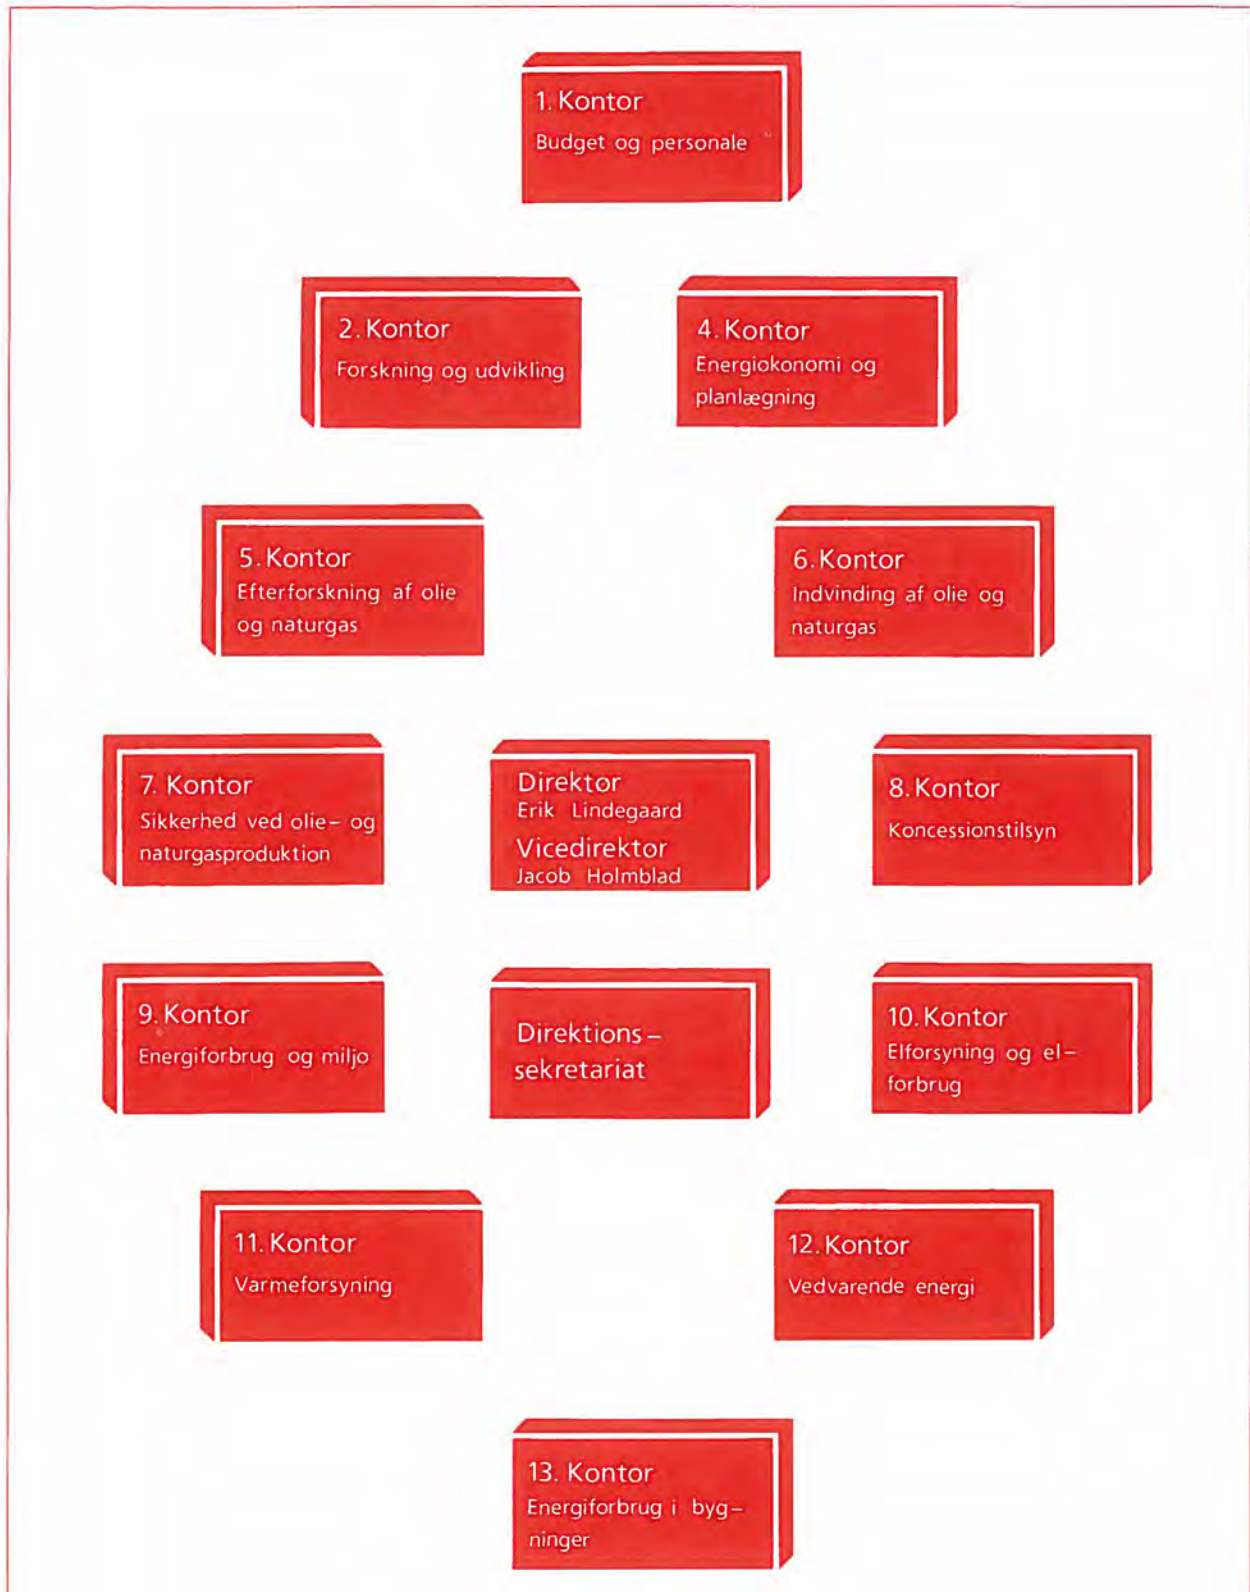 1. Kontor
Budget og personale
2. Kontor
Forskning og udvikling
4. Kontor
Energiokonomi og
planlægning
5. Kontor
Efterforskning af olie
og naturgas
6. Kontor
Indvinding af olie og
naturgas
7. Kontor
Sikkerhed ved olie- og
naturgasproduktion
Direktør
Erik Lindegaard
Vicedirektor
Jacob Holmblad
8. Kontor
Koncessionstilsyn
9. Kontor
Energiforbrug og miljø
Direktions-
sekretariat
10. Kontor
Elforsyning og el-
forbrug
11. Kontor
Varmeforsyning
12. Kontor
Vedvarende energi
13. Kontor
Energiforbrug i byg-
ninger